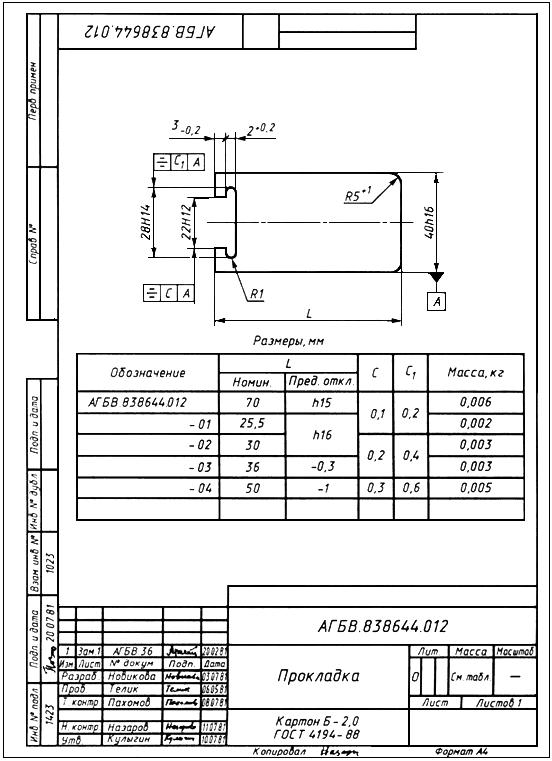 АГБВ.838644.012
Перв примен
Справ №
Подп и дата
Инв № дубл
Взам инв №
1023
Подп и дата
20 07 81
Инв № подл
1423
3-0,2
2+0,2
C1 A
28H14
22H12
R5+1
40h16
C A
R1
A
L
Размеры, мм
Обозначение L C C1 Масса, кг
Номин. Пред. откл.
АГБВ 838644.012 70 h15 0,1 0,2 0,006
- 01 25,5 h16 0,002
- 02 30 0,2 0,4 0,003
- 03 36 -0,3 0,003
- 04 50 -1 0,3 0,6 0,005
АГБВ.838644.012
1 Зам 1 АГБВ 36 20.02.81
Изм Лист № докум Подп. Дата
Разраб Новикова Новикова 03.07.81
Пров Телик Телик 06.05.81
Т контр Пахомов 08.07.81
Н контр Назаров 11.07.81
Утв. Кулыгин 10.07.81
Прокладка
Лит Масса Масштаб
О См. табл. —
Лист Листов 1
Картон Б - 2,0
ГОСТ 4194 - 88
Копировал Формат А4